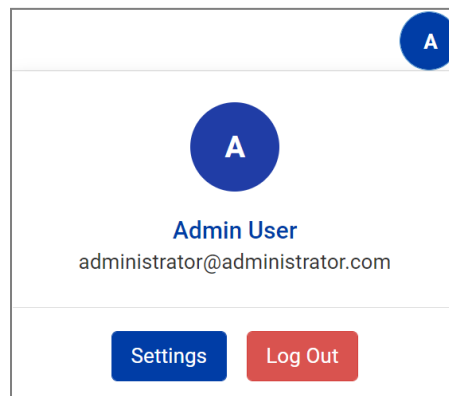 A
A
Admin User
administrator@administrator.com
Settings Log Out